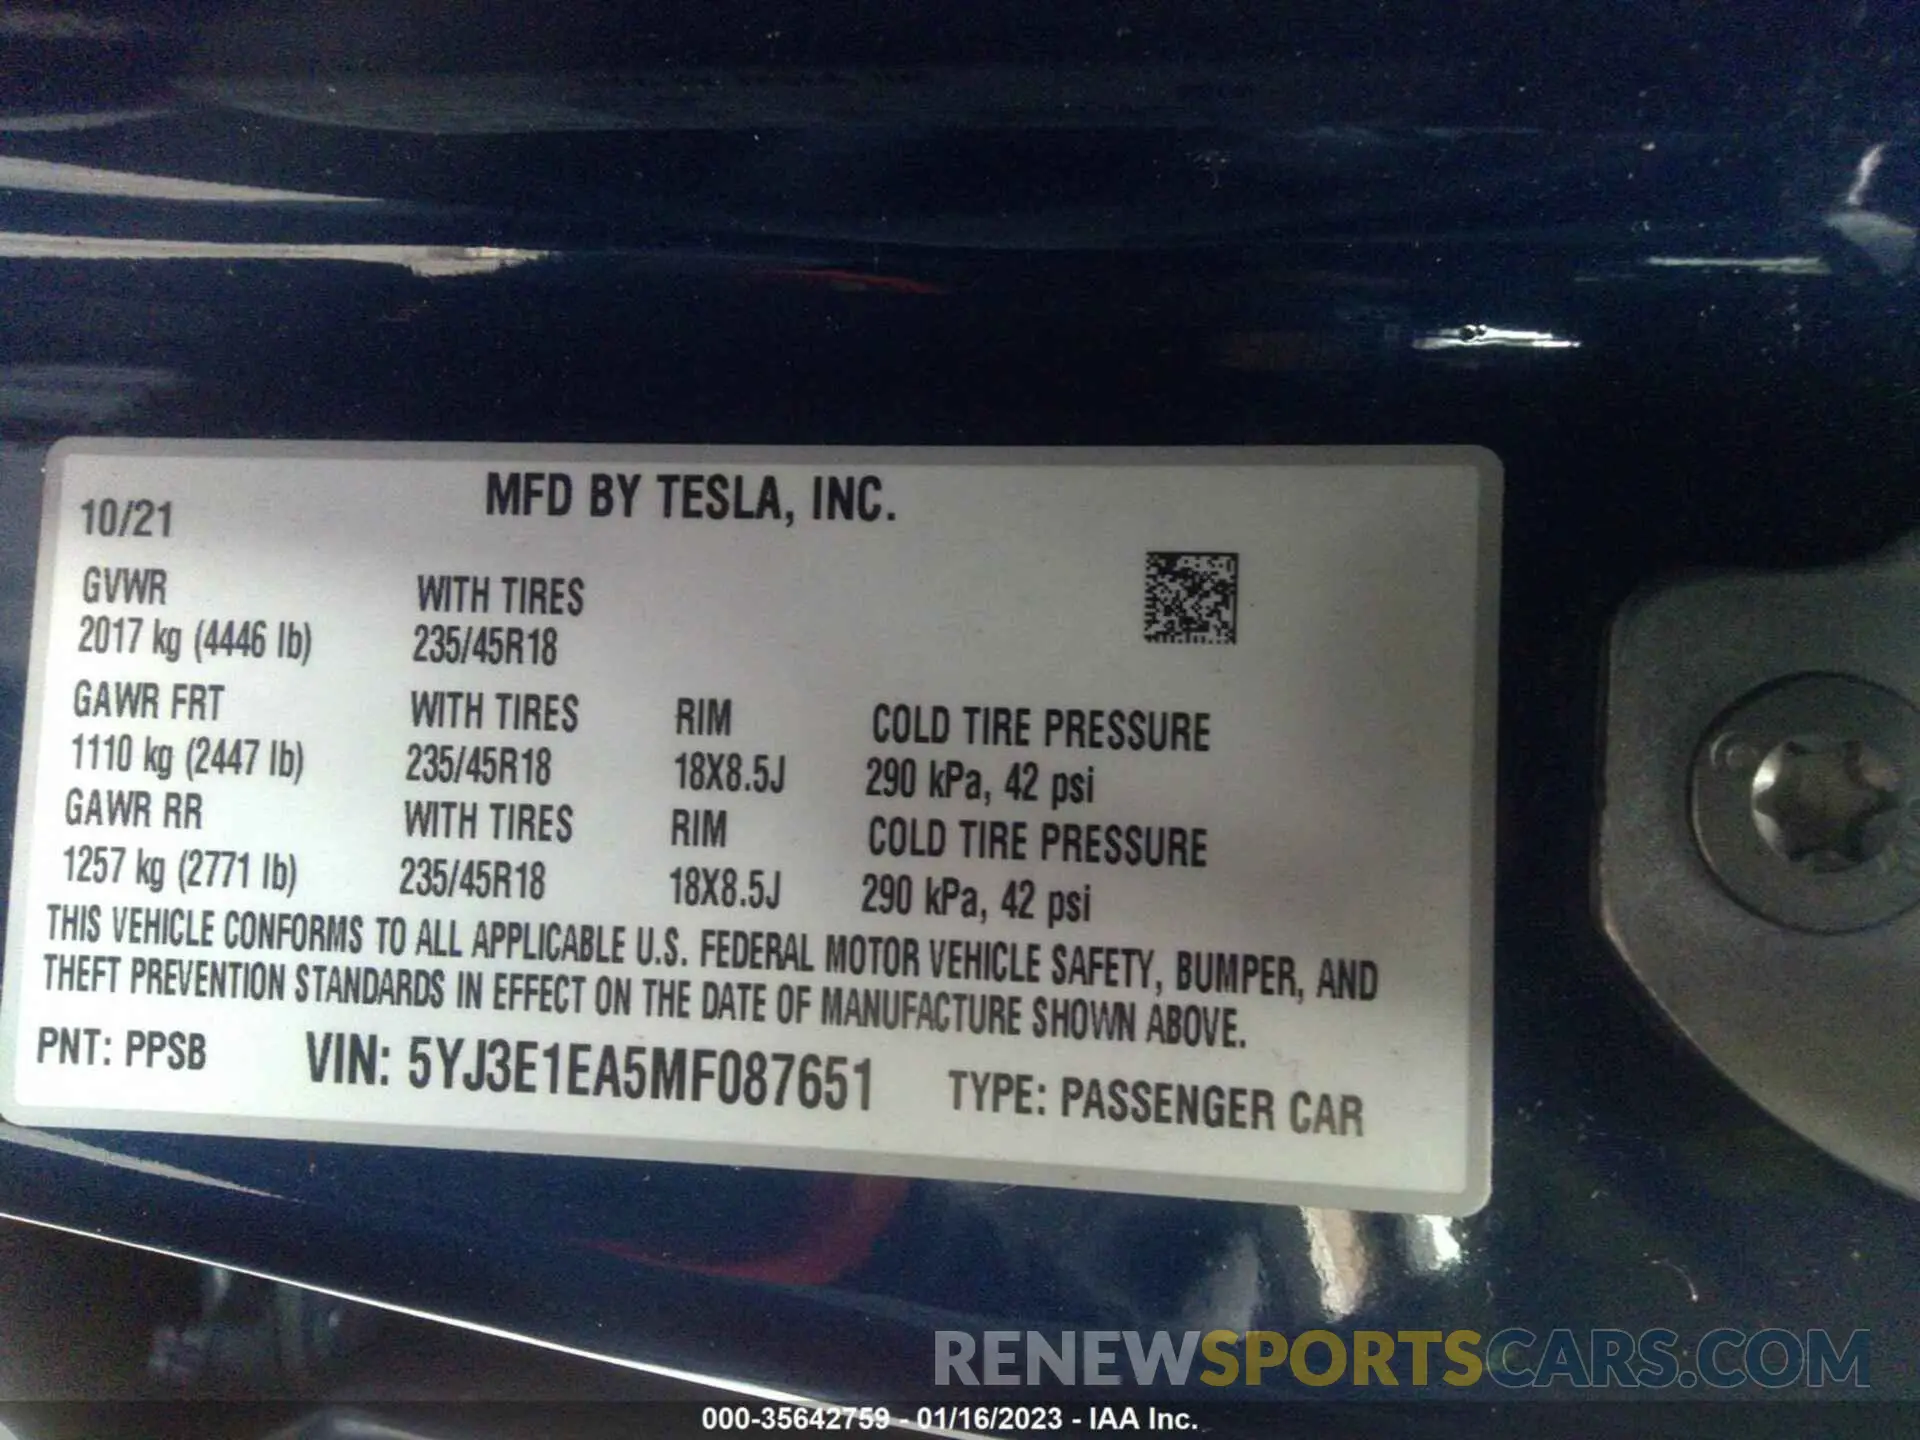 MFD BY TESLA, INC.
10/21
GVWR WITH TIRES
2017 kg (4446 lb) 235/45R18
GAWR FRT WITH TIRES RIM COLD TIRE PRESSURE
1110 kg (2447 lb) 235/45R18 18X8.5J 290 kPa, 42 psi
GAWR RR WITH TIRES RIM COLD TIRE PRESSURE
1257 kg (2771 lb) 235/45R18 18X8.5J 290 kPa, 42 psi
THIS VEHICLE CONFORMS TO ALL APPLICABLE U.S. FEDERAL MOTOR VEHICLE SAFETY, BUMPER, AND
THEFT PREVENTION STANDARDS IN EFFECT ON THE DATE OF MANUFACTURE SHOWN ABOVE.
PNT: PPSB VIN: 5YJ3E1EA5MF087651 TYPE: PASSENGER CAR
RENEWSPORTSCARS.COM
000-35642759 - 01/16/2023 - IAA Inc.